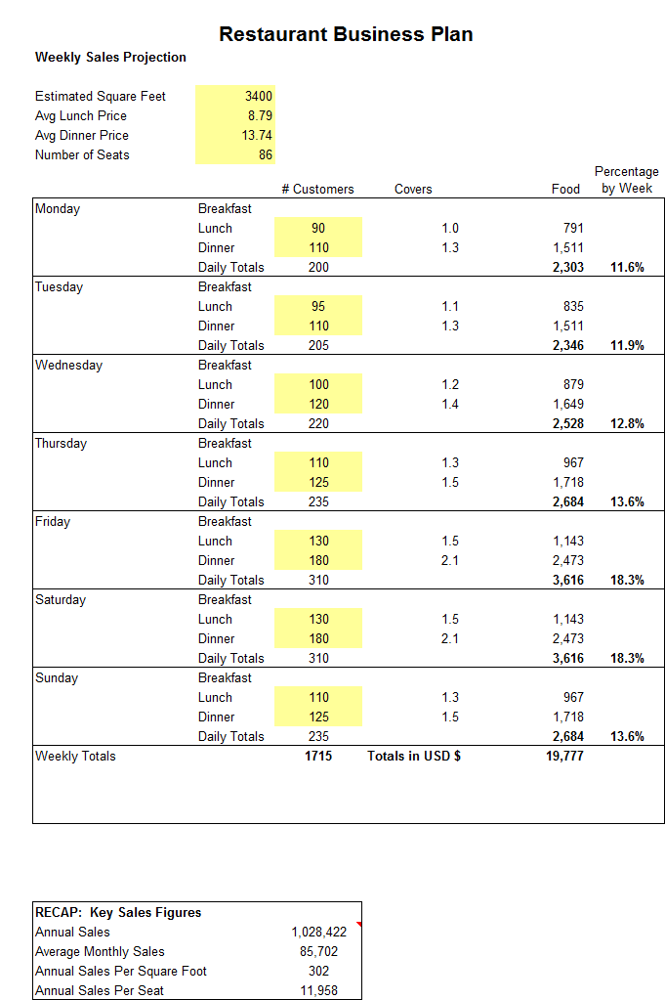 Restaurant Business Plan
Weekly Sales Projection
Estimated Square Feet 3400
Avg Lunch Price 8.79
Avg Dinner Price 13.74
Number of Seats 86
Percentage
# Customers Covers Food by Week
Monday Breakfast
Lunch 90 1.0 791
Dinner 110 1.3 1,511
Daily Totals 200 2,303 11.6%
Tuesday Breakfast
Lunch 95 1.1 835
Dinner 110 1.3 1,511
Daily Totals 205 2,346 11.9%
Wednesday Breakfast
Lunch 100 1.2 879
Dinner 120 1.4 1,649
Daily Totals 220 2,528 12.8%
Thursday Breakfast
Lunch 110 1.3 967
Dinner 125 1.5 1,718
Daily Totals 235 2,684 13.6%
Friday Breakfast
Lunch 130 1.5 1,143
Dinner 180 2.1 2,473
Daily Totals 310 3,616 18.3%
Saturday Breakfast
Lunch 130 1.5 1,143
Dinner 180 2.1 2,473
Daily Totals 310 3,616 18.3%
Sunday Breakfast
Lunch 110 1.3 967
Dinner 125 1.5 1,718
Daily Totals 235 2,684 13.6%
Weekly Totals 1715 Totals in USD $ 19,777
RECAP: Key Sales Figures
Annual Sales 1,028,422
Average Monthly Sales 85,702
Annual Sales Per Square Foot 302
Annual Sales Per Seat 11,958